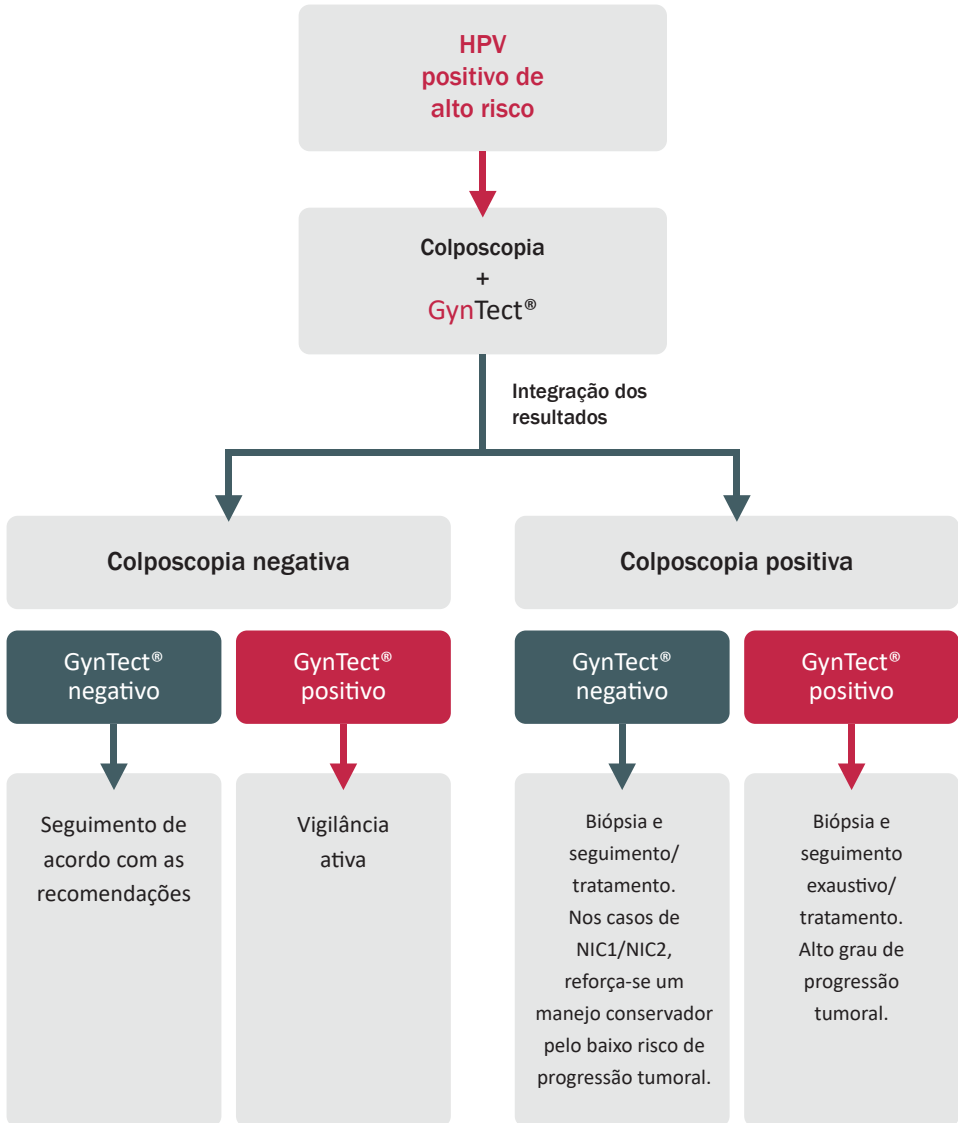 HPV
positivo de
alto risco
Colposcopia
+
GynTect®
Integração dos
resultados
Colposcopia negativa
Colposcopia positiva
GynTect®
negativo
GynTect®
positivo
GynTect®
negativo
GynTect®
positivo
Seguimento de
acordo com as
recomendações
Vigilância
ativa
Biópsia e
seguimento/
tratamento.
Nos casos de
NIC1/NIC2,
reforça-se um
manejo conservador
pelo baixo risco de
progressão tumoral.
Biópsia e
seguimento
exaustivo/
tratamento.
Alto grau de
progressão
tumoral.